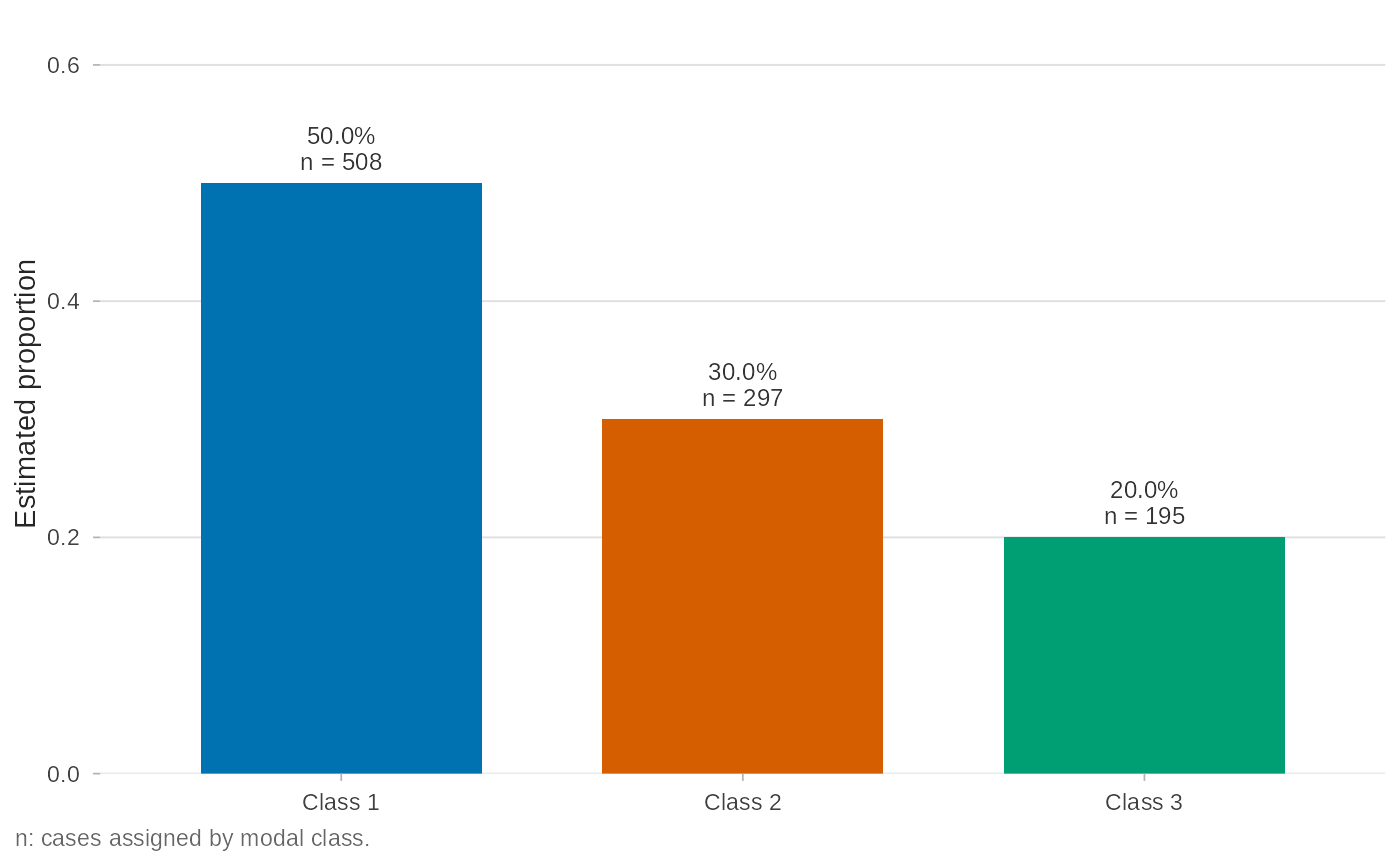 0.6
50.0%
n = 508
Estimated proportion
0.4
30.0%
n = 297
20.0%
n = 195
0.2
0.0
Class 1
Class 2
Class 3
n: cases assigned by modal class.